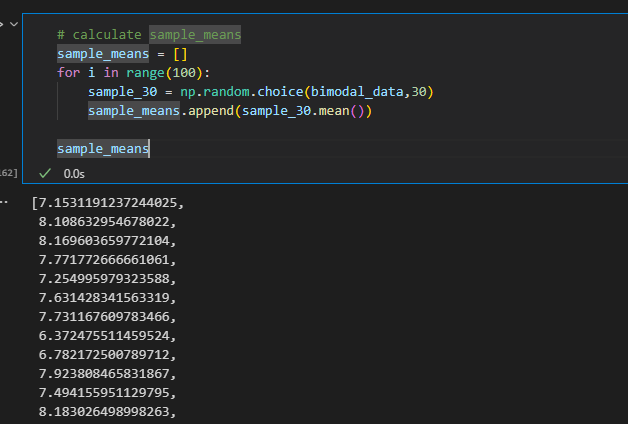 # calculate sample_means
sample_means = []
for i in range(100):
    sample_30 = np.random.choice(bimodal_data,30)
    sample_means.append(sample_30.mean())

sample_means
62]
0.0s
[7.1531191237244025,
 8.108632954678022,
 8.169603659772104,
 7.771772666661061,
 7.254995979323588,
 7.631428341563319,
 7.731167609783466,
 6.372475511459524,
 6.782172500789712,
 7.923808465831867,
 7.494155951129795,
 8.183026498998263,